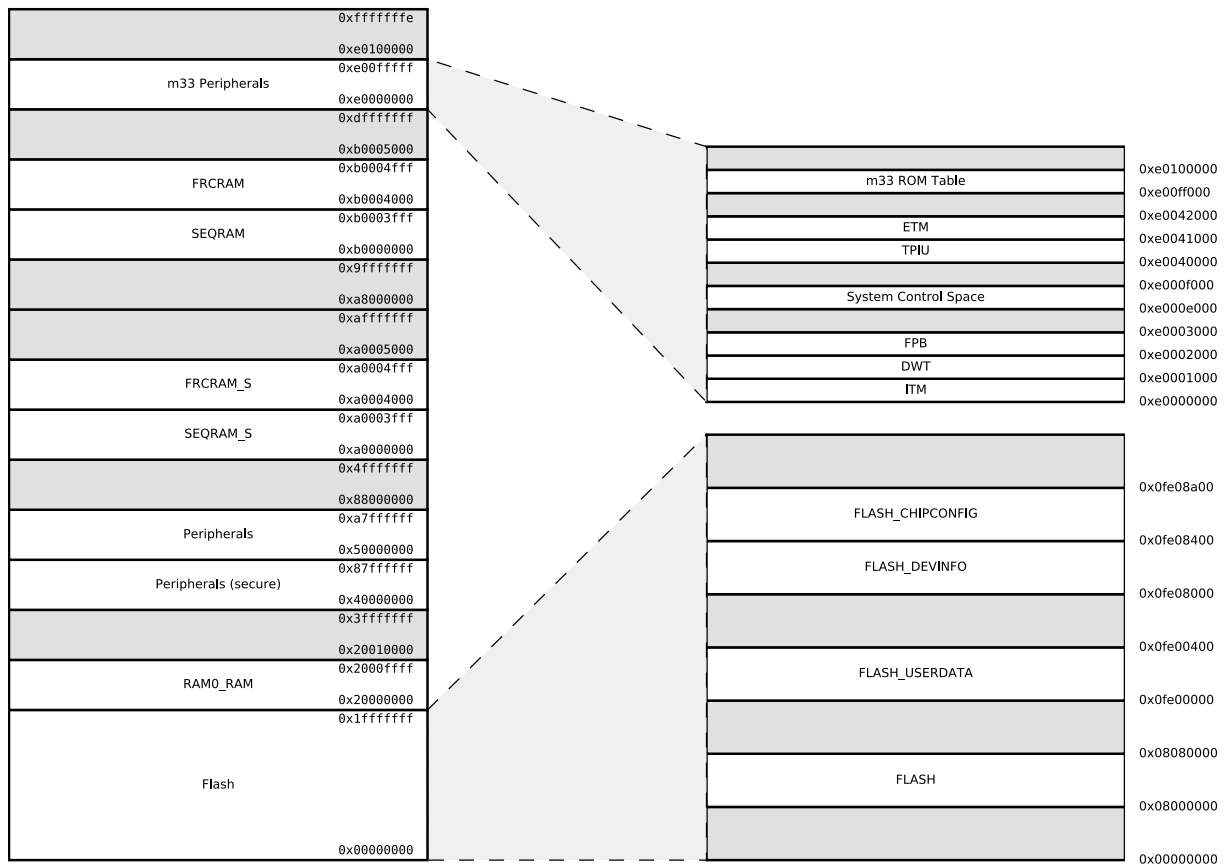 0xfffffffe
0xe0100000
0xe00fffff
m33 Peripherals
0xe0000000
0xdfffffff
0xb0005000
0xb0004fff
FRCRAM
0xb0004000
0xb0003fff
SEQRAM
0xb0000000
0x9fffffff
0xa8000000
0xafffffff
0xa0005000
0xa0004fff
FRCRAM_S
0xa0004000
0xa0003fff
SEQRAM_S
0xa0000000
0x4fffffff
0x88000000
0xa7ffffff
Peripherals
0x50000000
0x87ffffff
Peripherals (secure)
0x40000000
0x3fffffff
0x20010000
0x2000ffff
RAM0_RAM
0x20000000
0x1fffffff
Flash
0x00000000
0xe0100000
m33 ROM Table
0xe00ff000
0xe0042000
ETM
0xe0041000
TPIU
0xe0040000
0xe000f000
System Control Space
0xe000e000
0xe0003000
FPB
0xe0002000
DWT
0xe0001000
ITM
0xe0000000
0x0fe08a00
FLASH_CHIPCONFIG
0x0fe08400
FLASH_DEVINFO
0x0fe08000
0x0fe00400
FLASH_USERDATA
0x0fe00000
0x08080000
FLASH
0x08000000
0x00000000